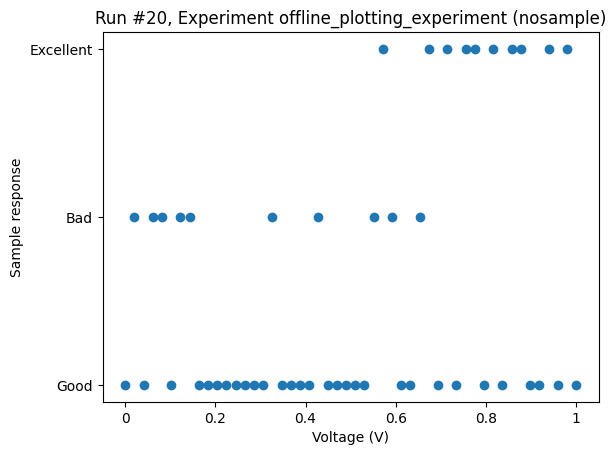 Run #20, Experiment offline_plotting_experiment (nosample)
Excellent
Bad
Good
Sample response
0
0.2
0.4
0.6
0.8
1
Voltage (V)